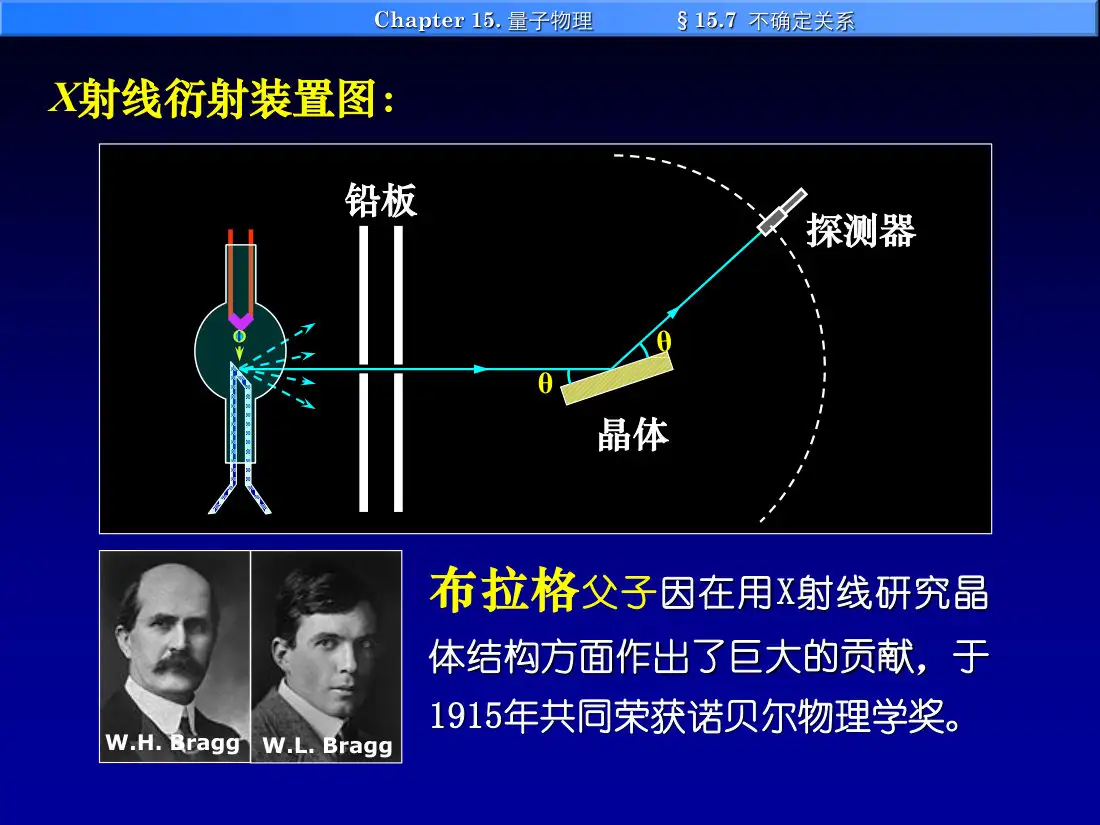 Chapter 15. 量子物理 §15.7 不确定关系
X射线衍射装置图：
铅板
探测器
θ
θ
晶体
布拉格父子因在用X射线研究晶
体结构方面作出了巨大的贡献，于
1915年共同荣获诺贝尔物理学奖。
W.H. Bragg
W.L. Bragg